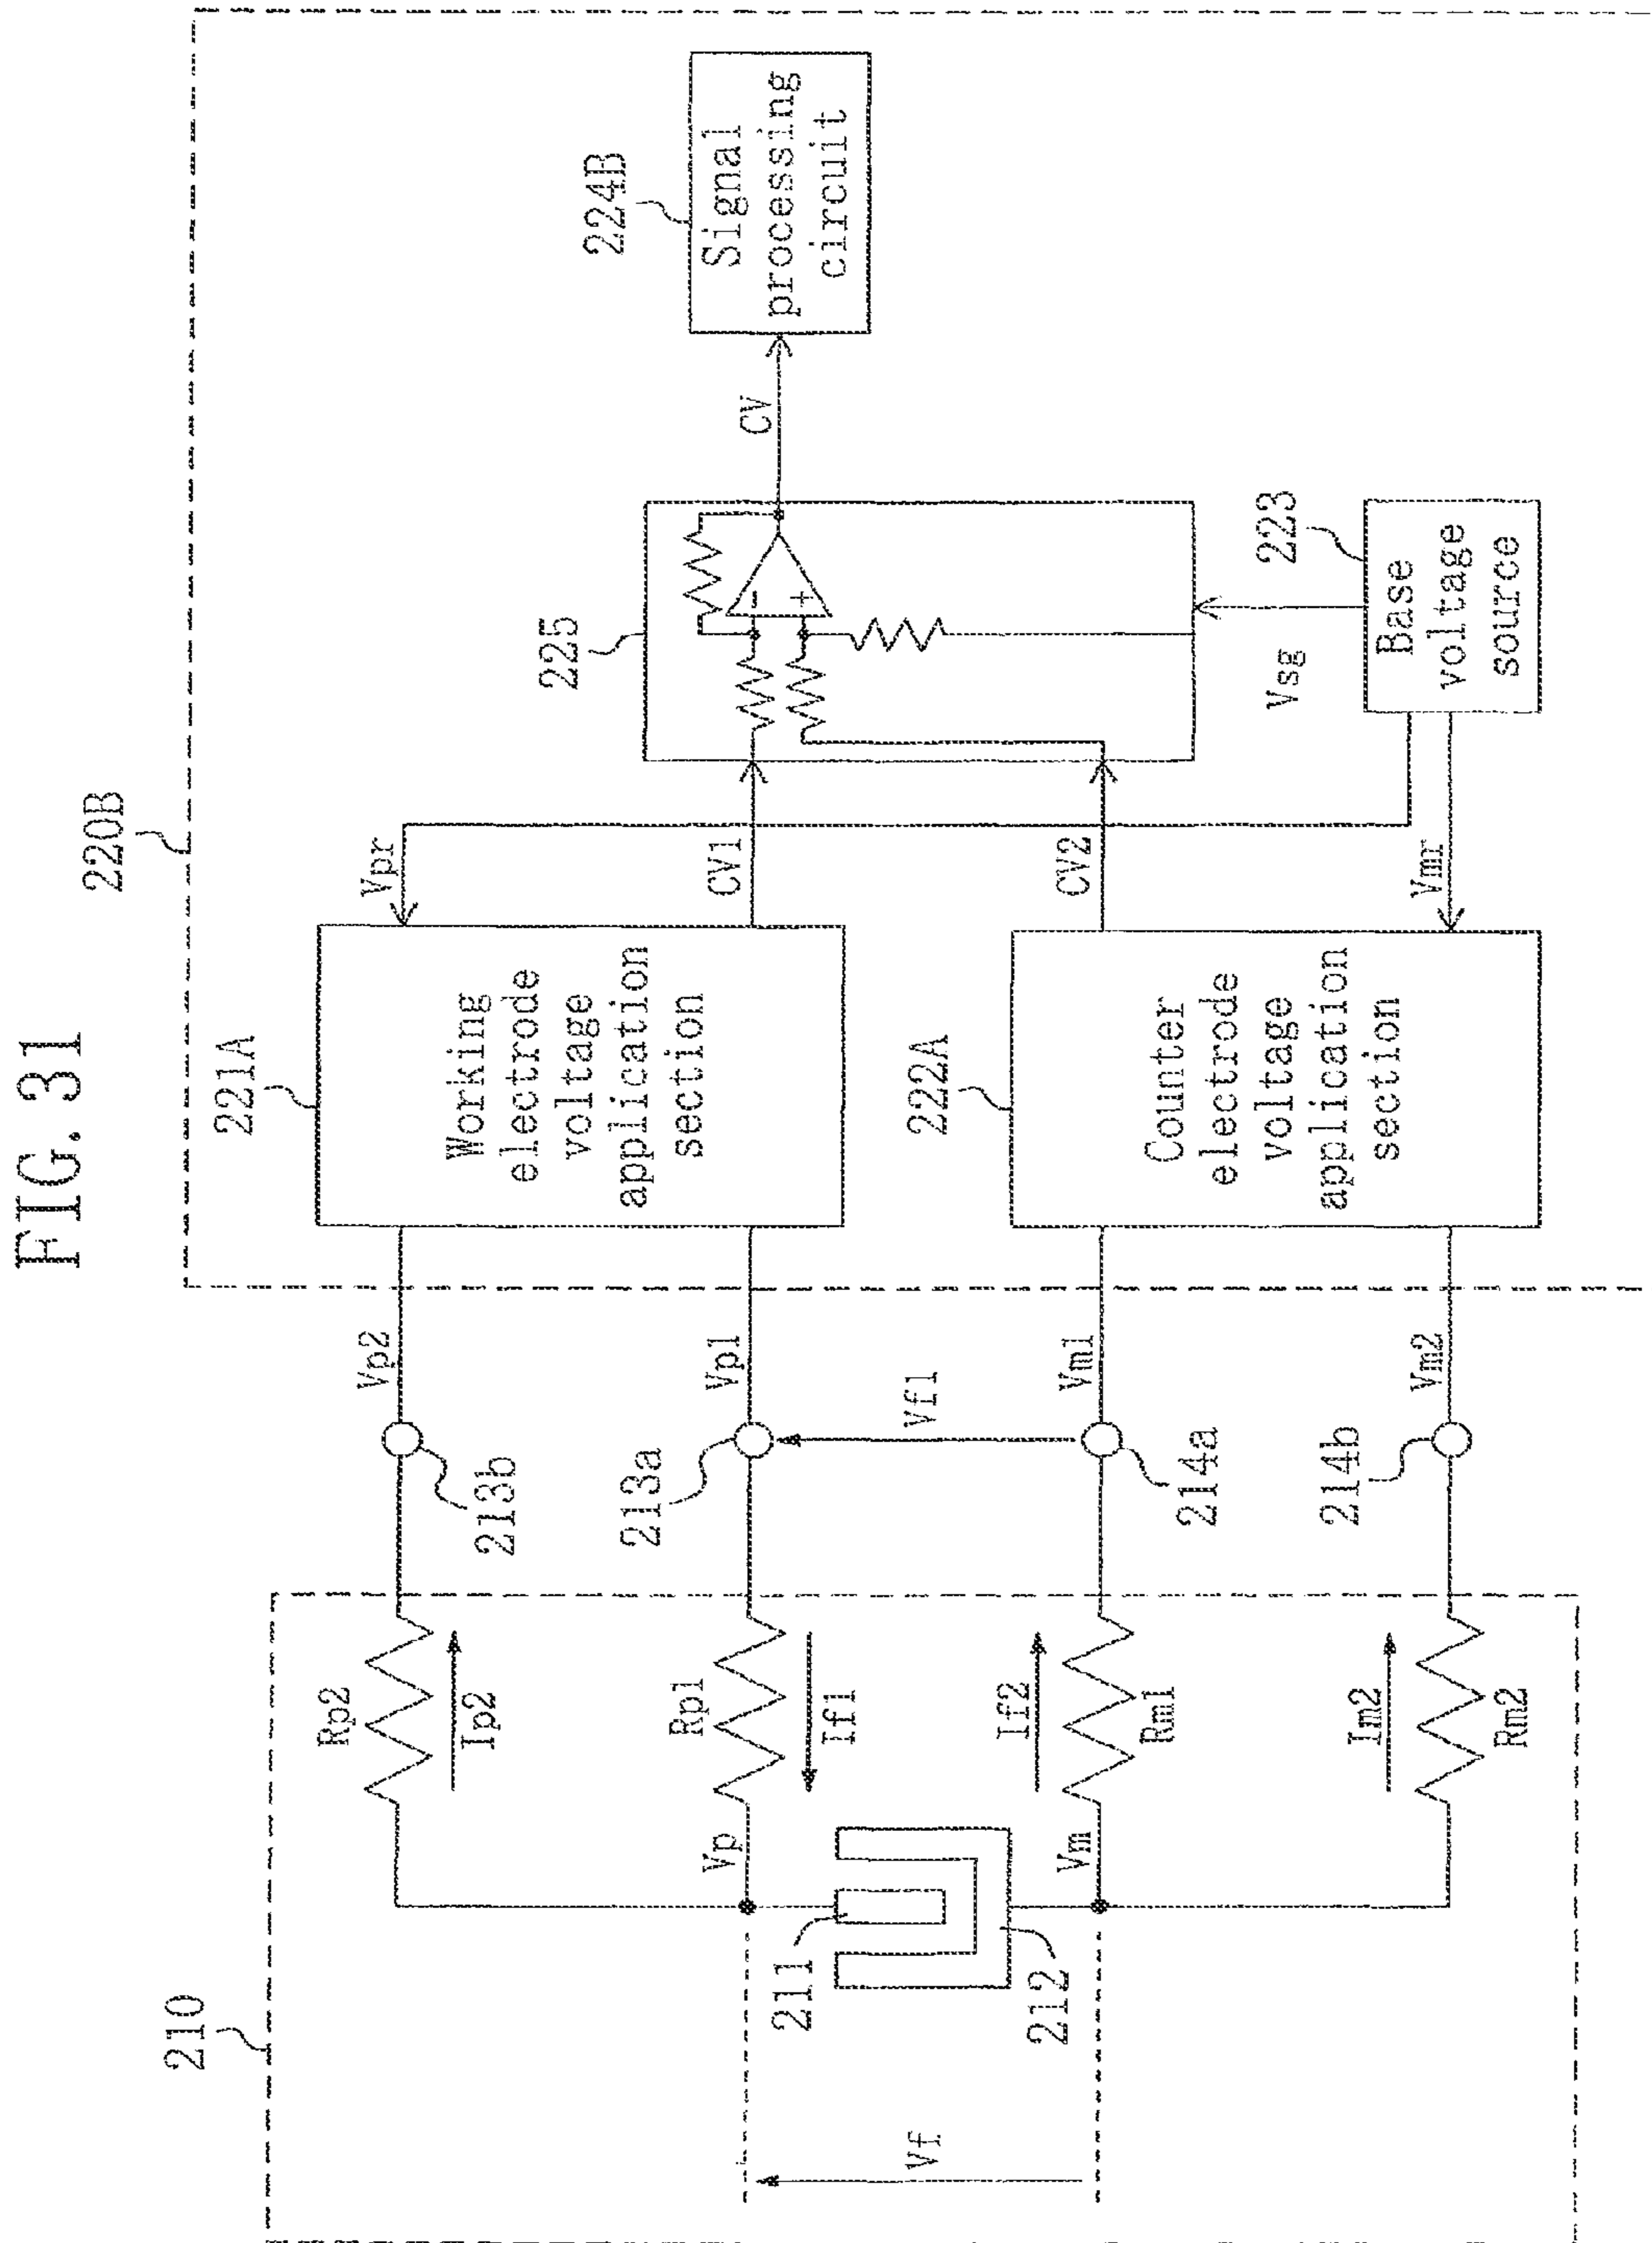 FIG. 31
220B
210
224B
Signal
processing
circuit
225
CV
223
Base
voltage
source
Vsg
Vpr
CV1
CV2
Vmr
221A
Working
electrode
voltage
application
section
222A
Counter
electrode
voltage
application
section
Vp2
Vp1
Vm1
Vm2
Vf1
213b
213a
214a
214b
Rp2
Ip2
Rp1
If1
If2
Rm1
Im2
Rm2
Vp
Vm
211
212
Vf
-
+